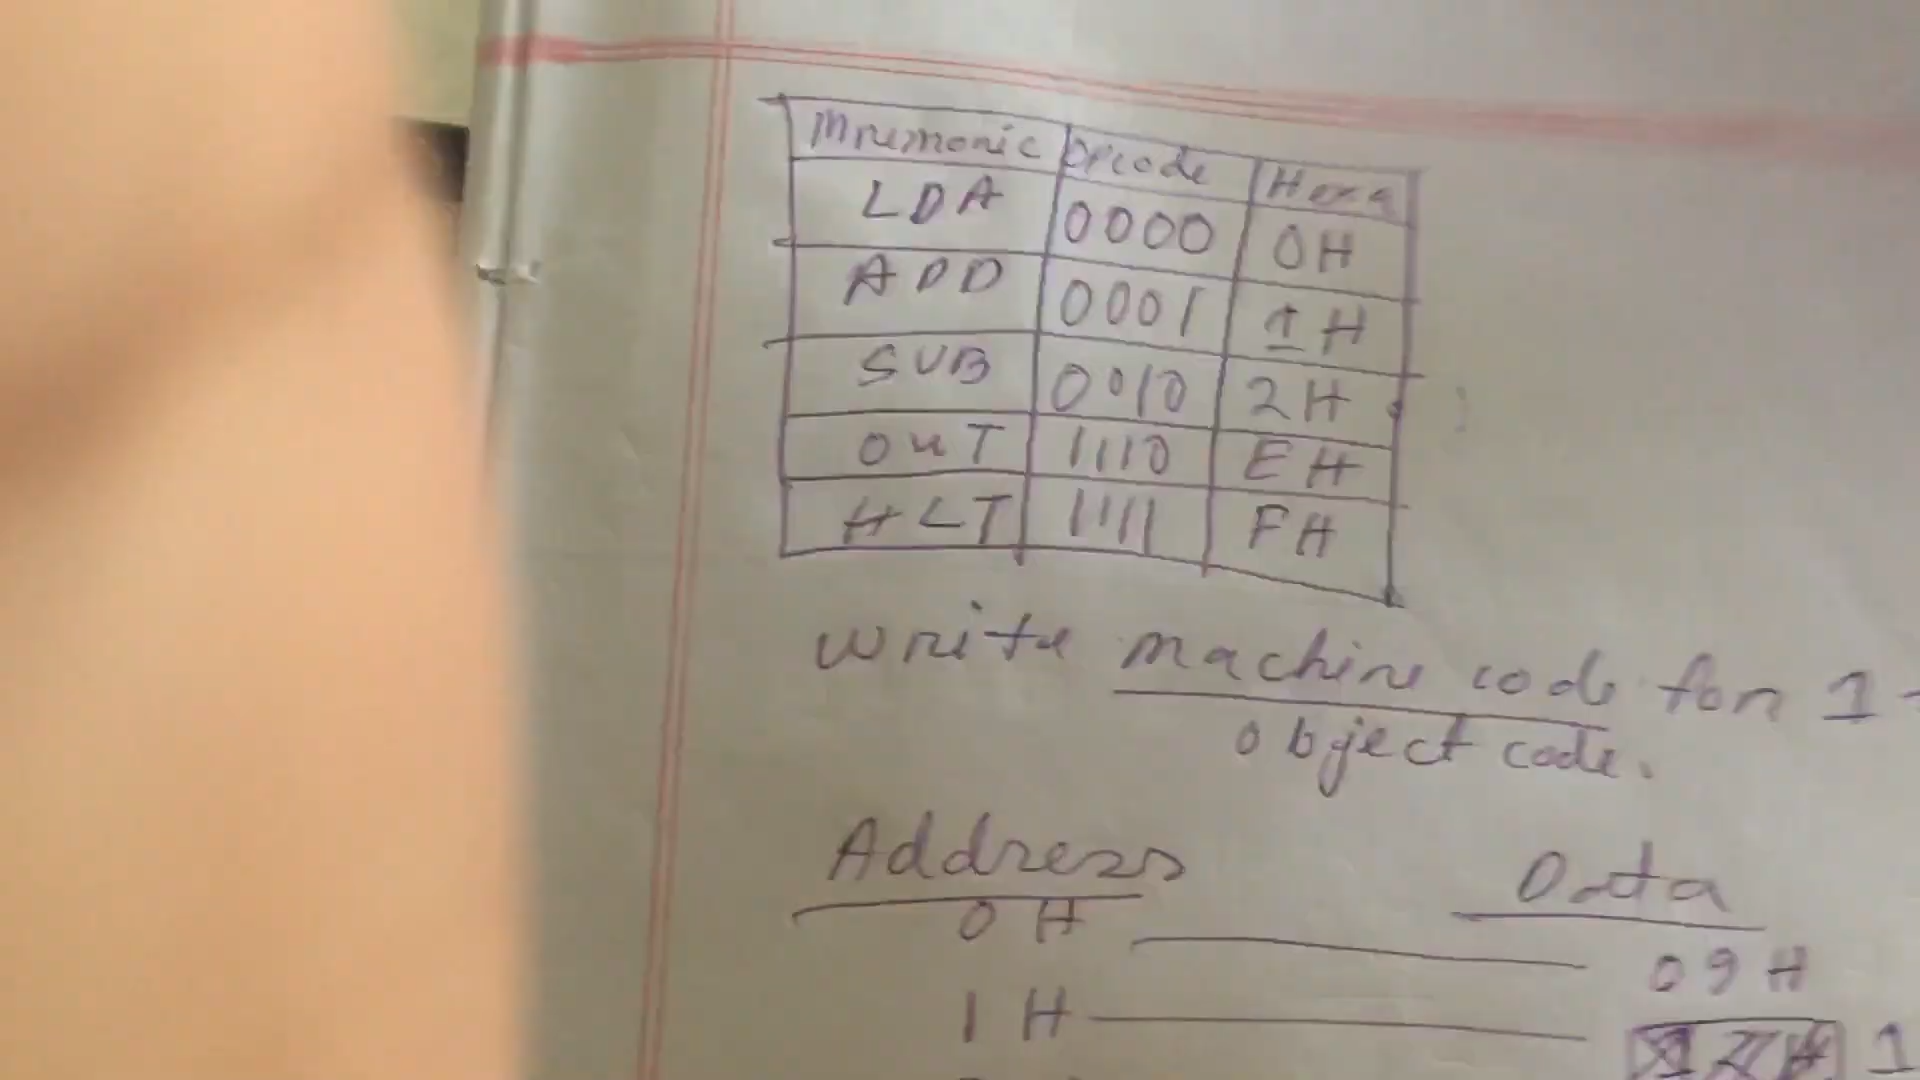 Mnemonic Opcode Hexa
LDA 0000 0H
ADD 0001 1H
SUB 0010 2H
OUT 1110 EH
HLT 1111 FH
write machine code for 1
object code.
Address Data
0H 09H
1H